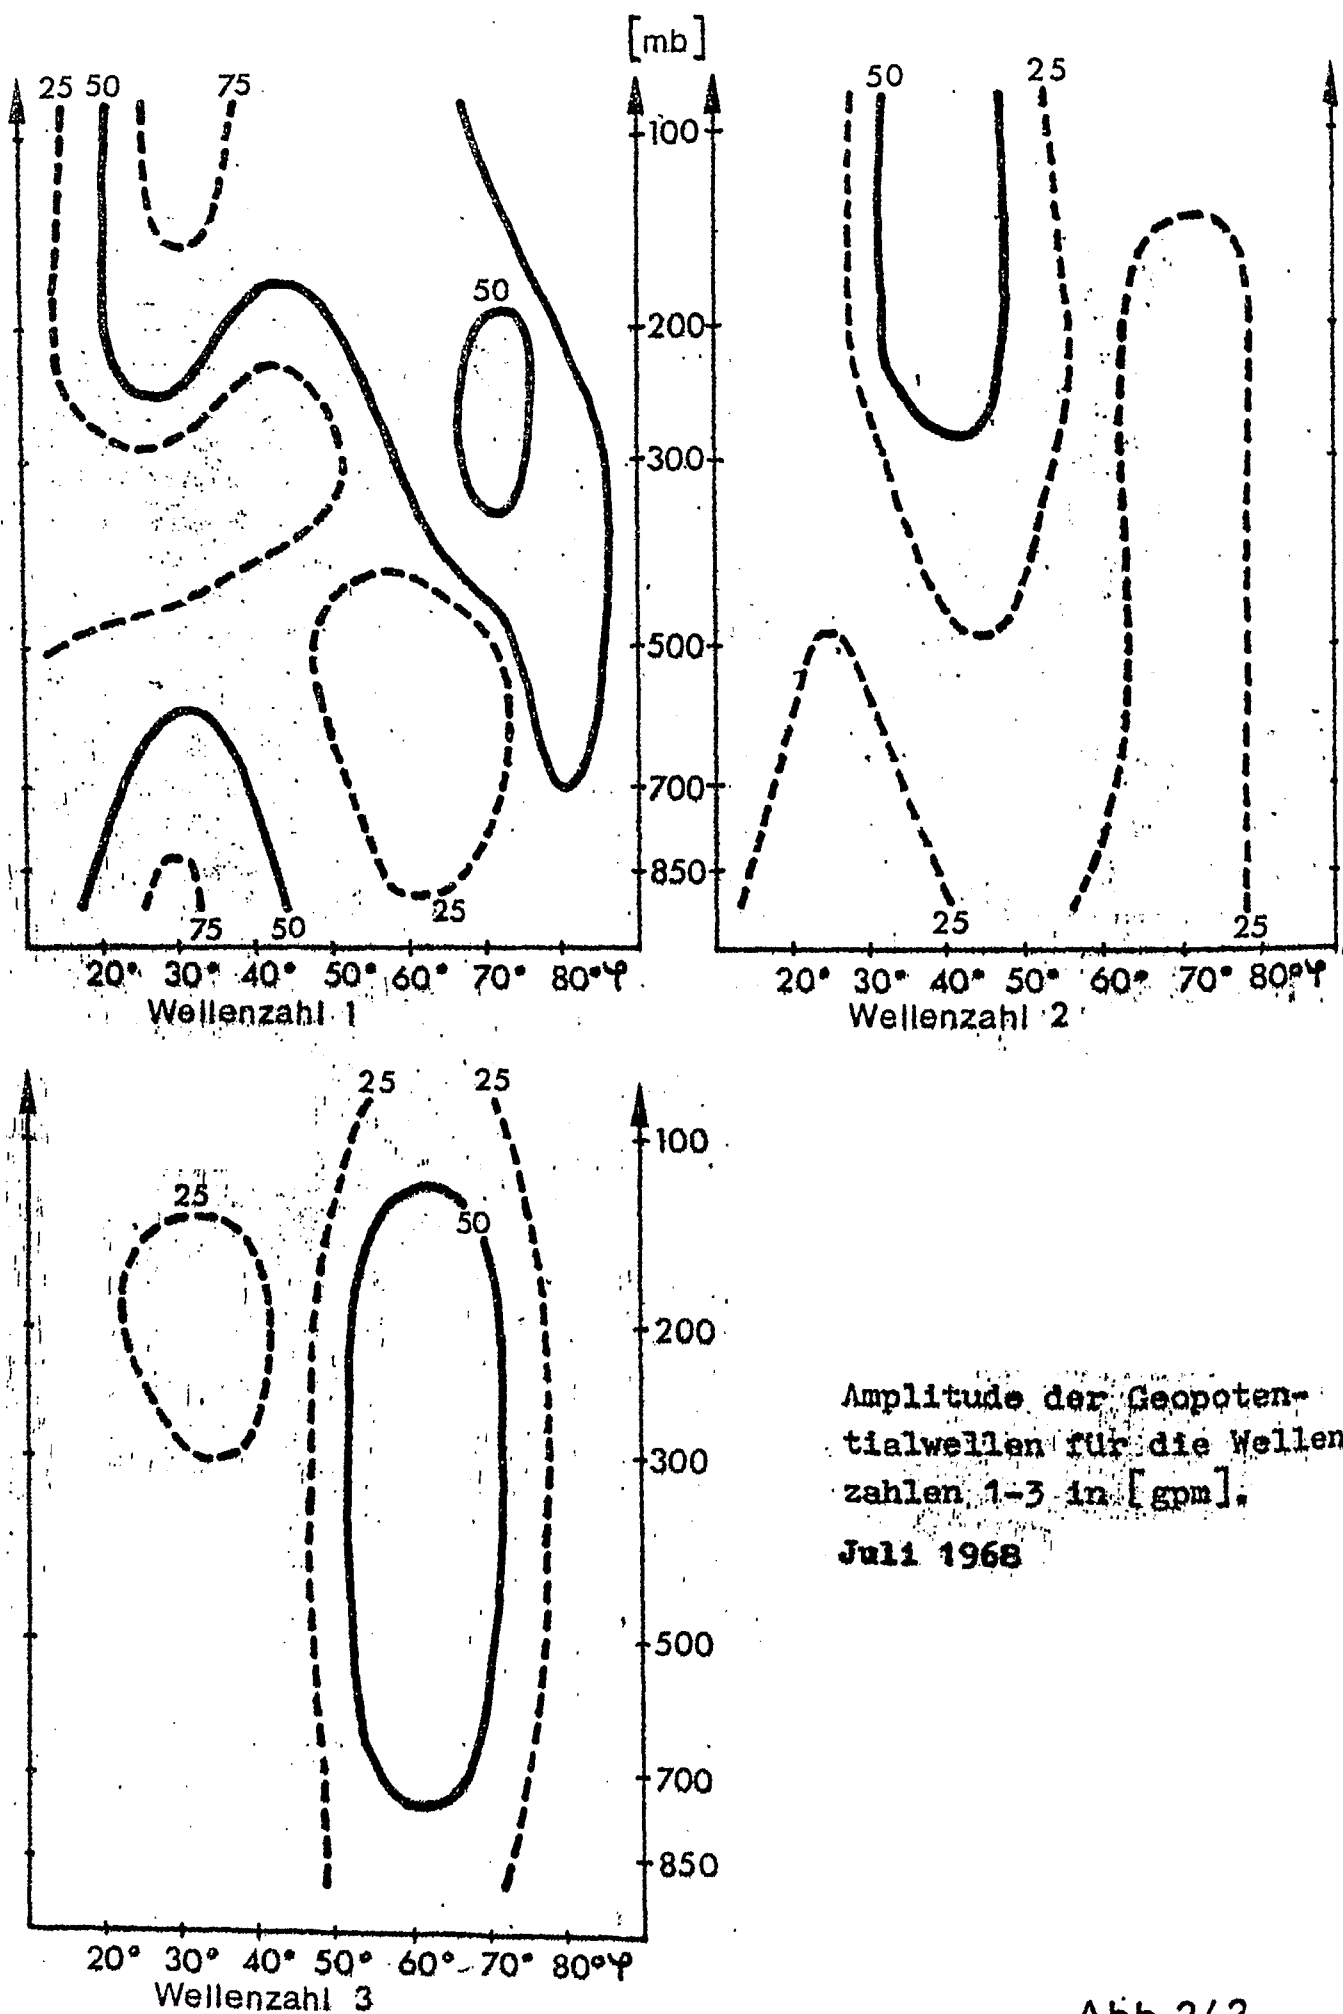 [mb]
25 50 75
50 25
100
50
200
300
500
700
850
75 50 25
25 25
20° 30° 40° 50° 60° 70° 80° φ
20° 30° 40° 50° 60° 70° 80° φ
Wellenzahl 1
Wellenzahl 2
25 25
100
25
50
200
300
500
700
850
20° 30° 40° 50° 60° 70° 80° φ
Wellenzahl 3
Amplitude der Geopoten-
tialwellen für die Wellen
zahlen 1-3 in [gpm].
Juli 1968